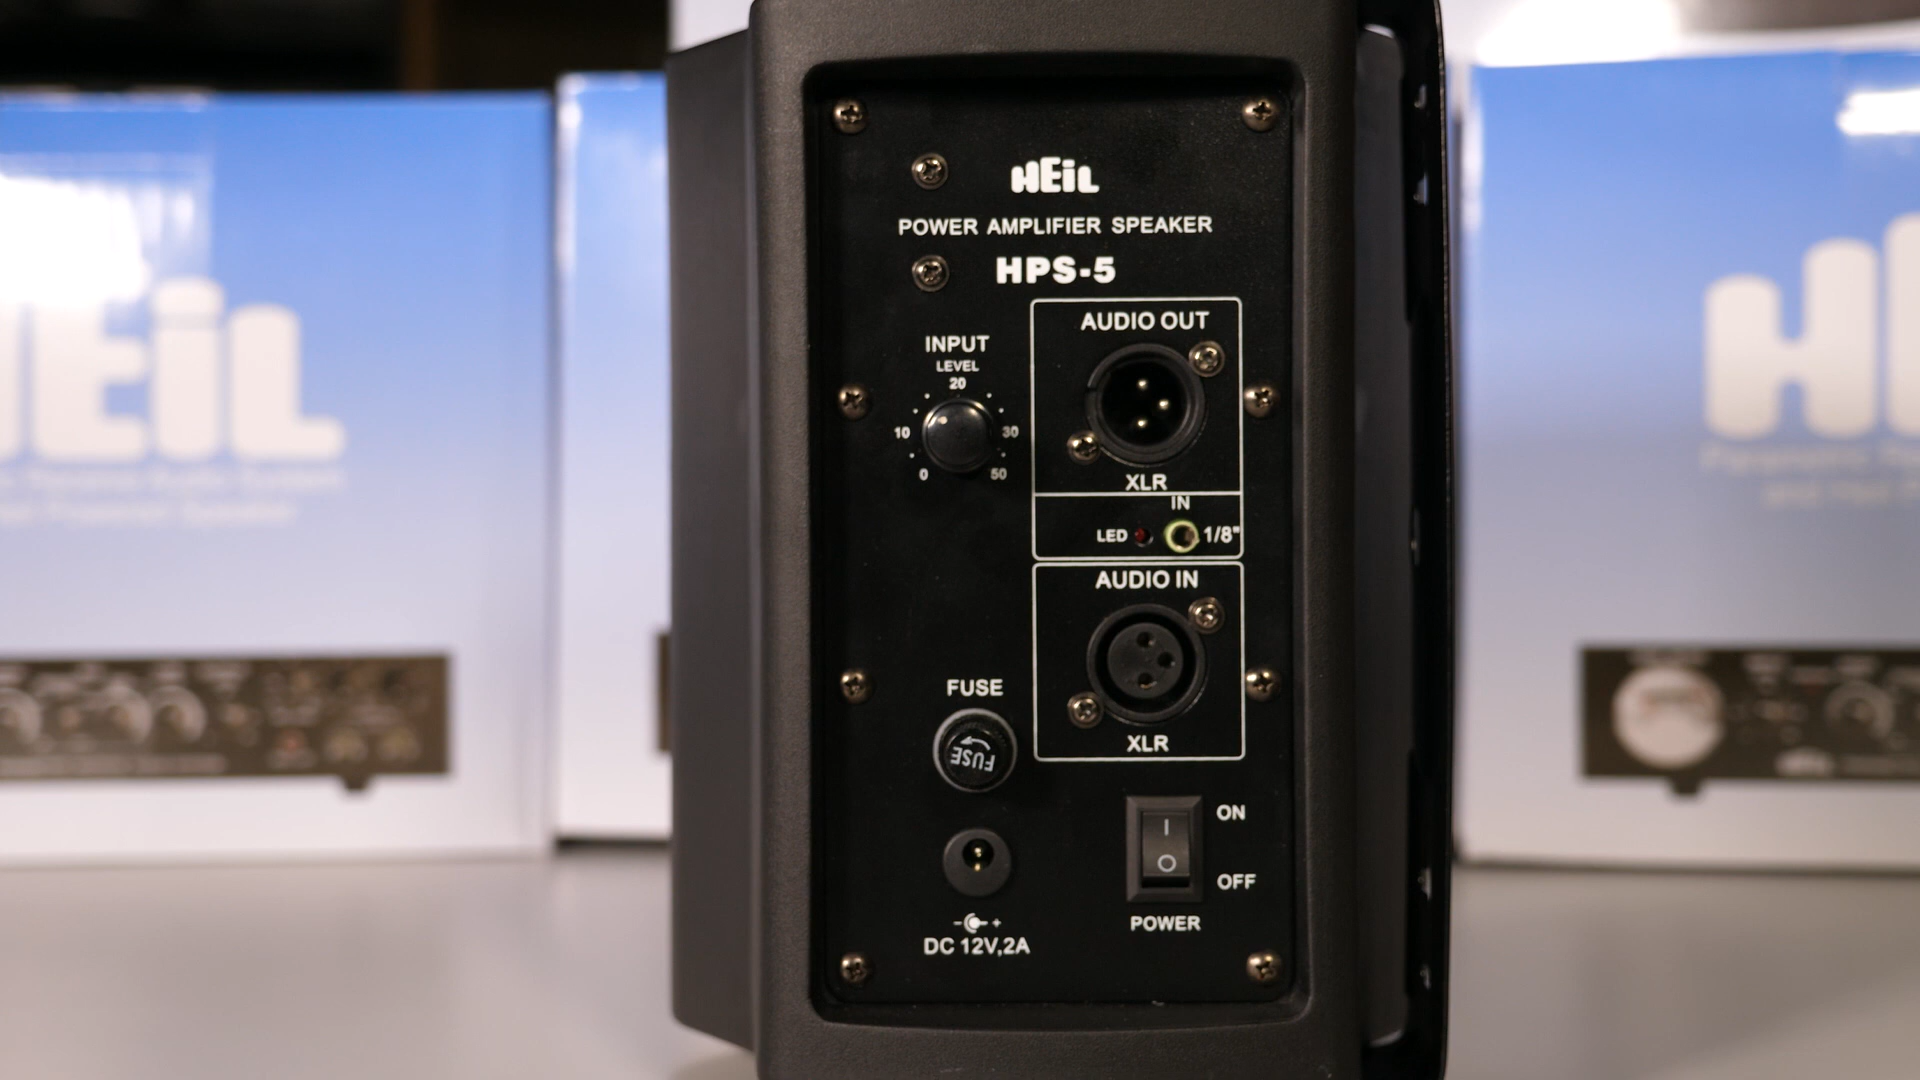 HEiL
POWER AMPLIFIER SPEAKER
HPS-5
AUDIO OUT
INPUT
LEVEL
20
10
30
0
50
XLR
IN
LED
1/8"
AUDIO IN
FUSE
FUSE
XLR
ON
I
O
OFF
POWER
- +
DC 12V,2A
HEiL